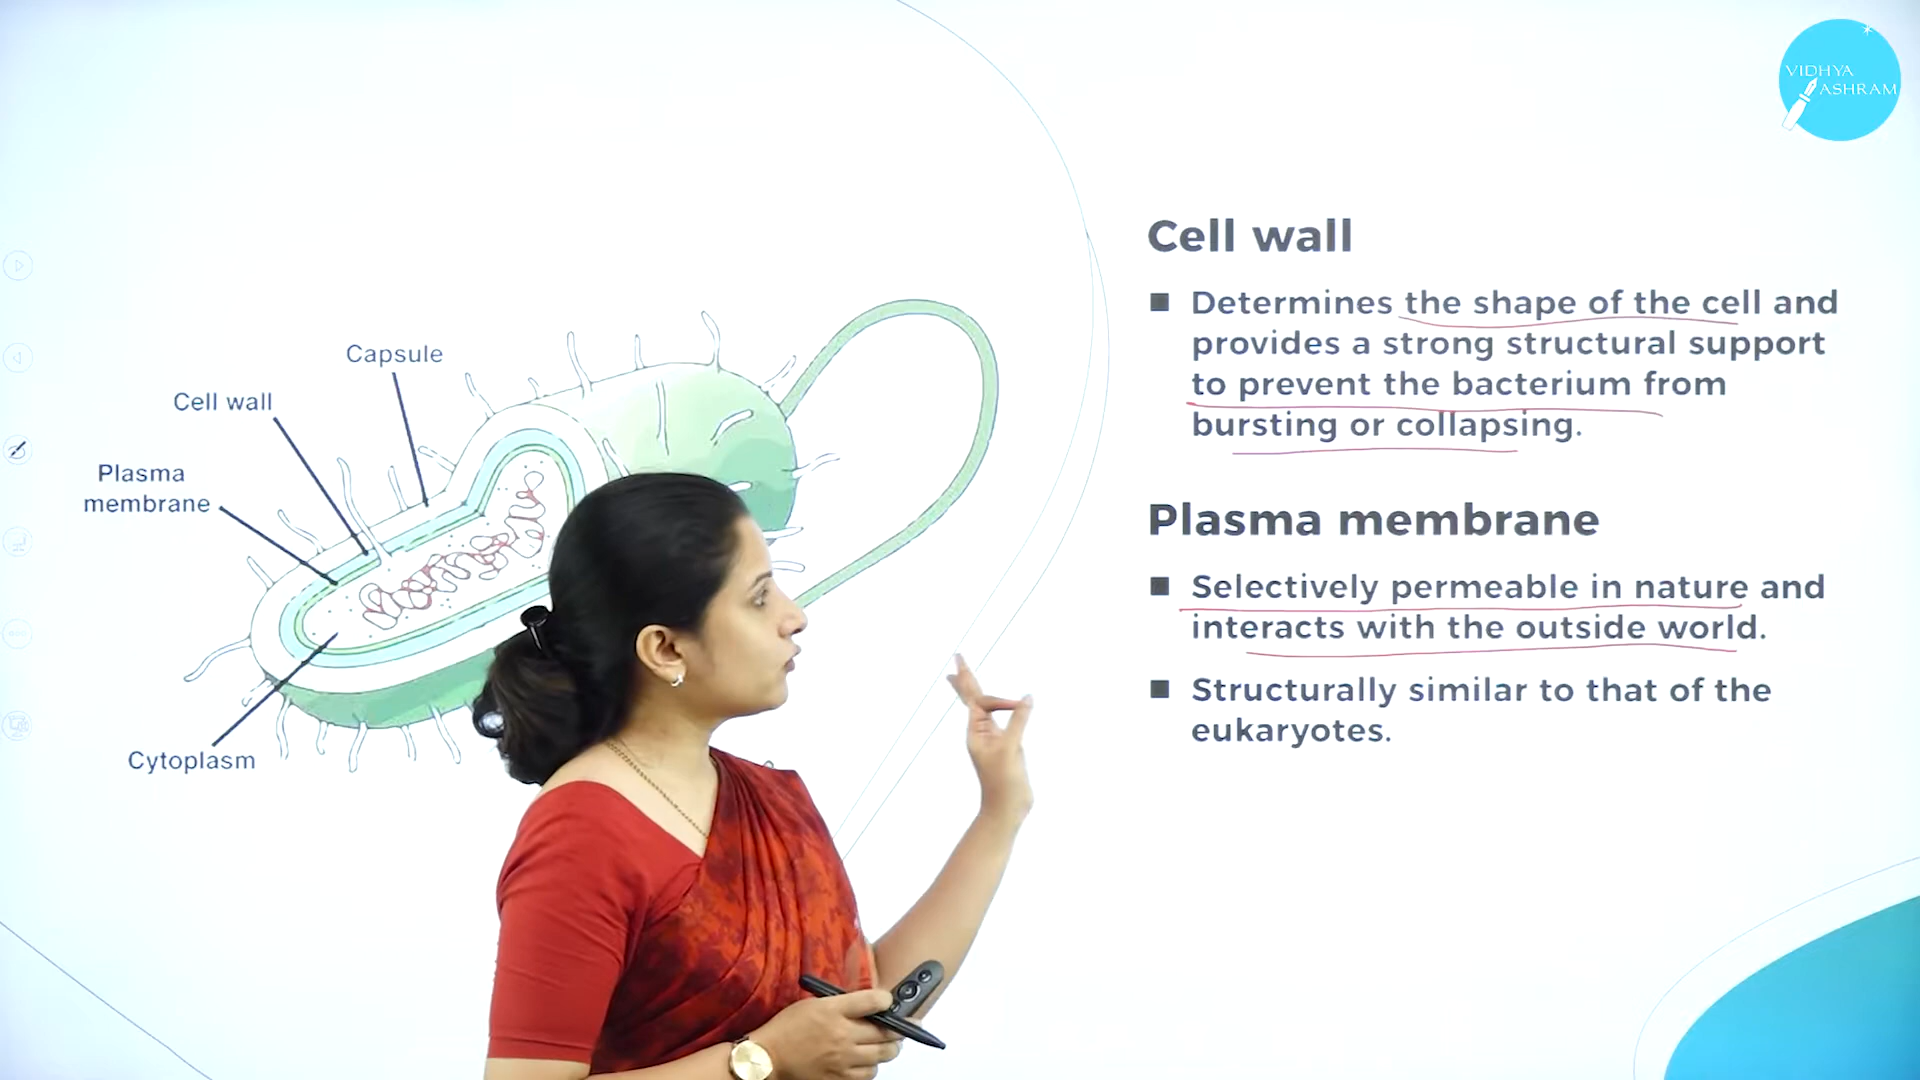 VIDHYA
ASHRAM
Cell wall
■ Determines the shape of the cell and
provides a strong structural support
to prevent the bacterium from
bursting or collapsing.
Plasma membrane
■ Selectively permeable in nature and
interacts with the outside world.
■ Structurally similar to that of the
eukaryotes.
Capsule
Cell wall
Plasma
membrane
Cytoplasm